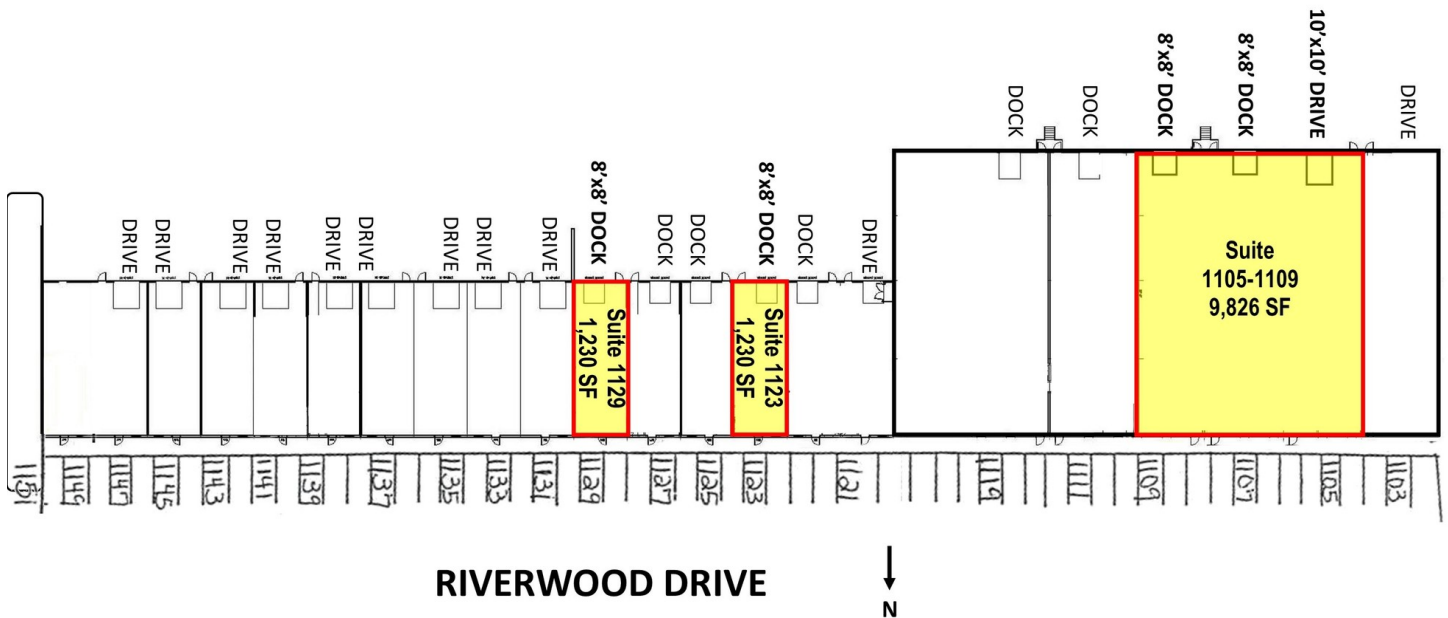 10'x10' DRIVE
8'x8' DOCK
8'x8' DOCK
DOCK
DOCK
DRIVE
8'x8' DOCK
8'x8' DOCK
DRIVE
DRIVE
DRIVE
DRIVE
DRIVE
DRIVE
DRIVE
DRIVE
DRIVE
DOCK
DOCK
DOCK
DRIVE
Suite
1105-1109
9,826 SF
Suite 1129
1,230 SF
Suite 1123
1,230 SF
1151
1149
1147
1145
1143
1141
1139
1137
1135
1133
1131
1129
1127
1125
1123
1121
1119
1111
1109
1107
1105
1103
RIVERWOOD DRIVE
N